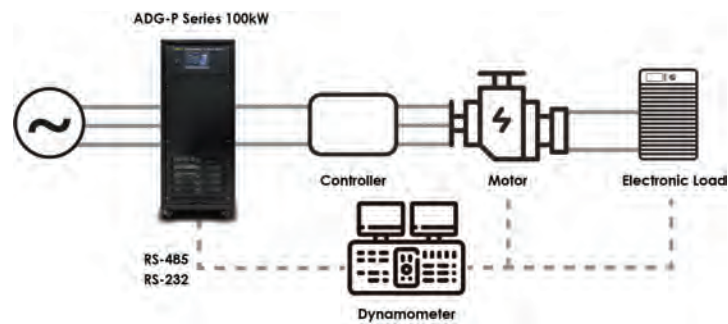 ADG-P Series 100kW
Controller
Motor
Electronic Load
RS-485
RS-232
Dynamometer